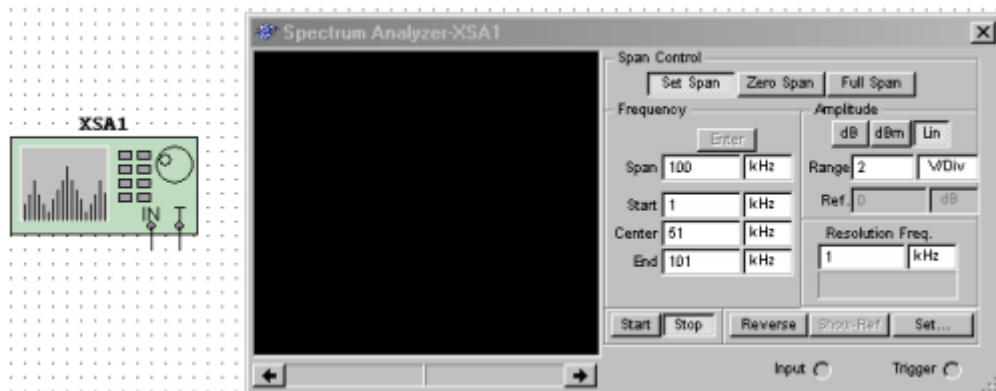 XSA1
IN T
Spectrum Analyzer-XSA1
Span Control
Set Span Zero Span Full Span
Frequency
Enter
Span 100 kHz
Start 1 kHz
Center 51 kHz
End 101 kHz
Amplitude
dB dBm Lin
Range 2 V/Div
Ref. 0 dB
Resolution Freq.
1 kHz
Start Stop Reverse Show-Ref. Set...
Input Trigger